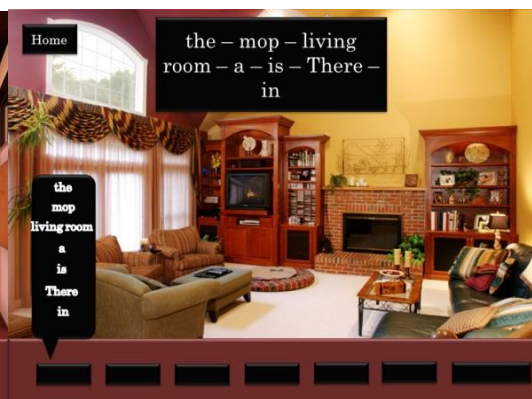 Home
the – mop – living
room – a – is – There –
in
the
mop
living room
a
is
There
in